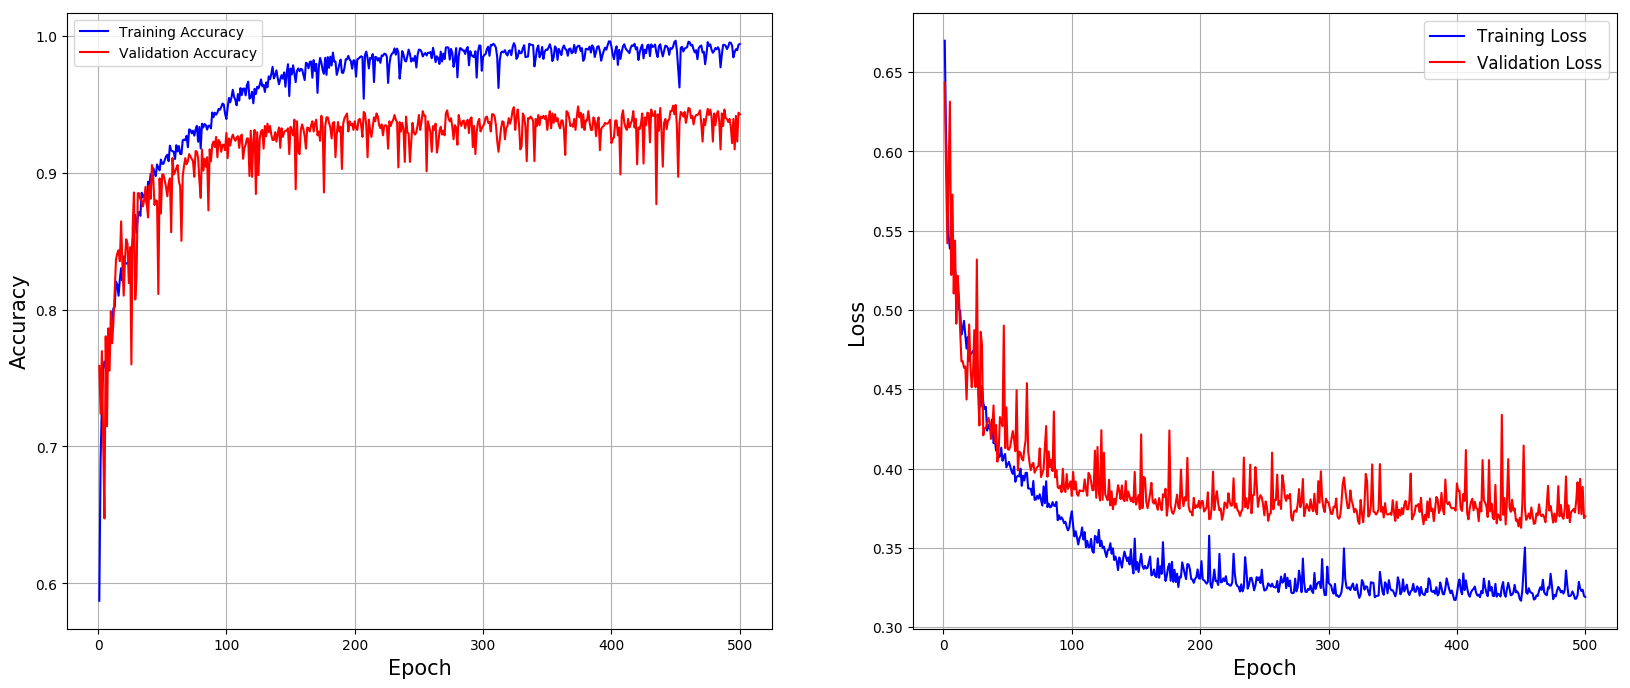 Training Accuracy
Validation Accuracy
1.0
0.9
0.8
0.7
0.6
Accuracy
0 100 200 300 400 500
Epoch
Training Loss
Validation Loss
0.65
0.60
0.55
0.50
0.45
0.40
0.35
0.30
Loss
0 100 200 300 400 500
Epoch